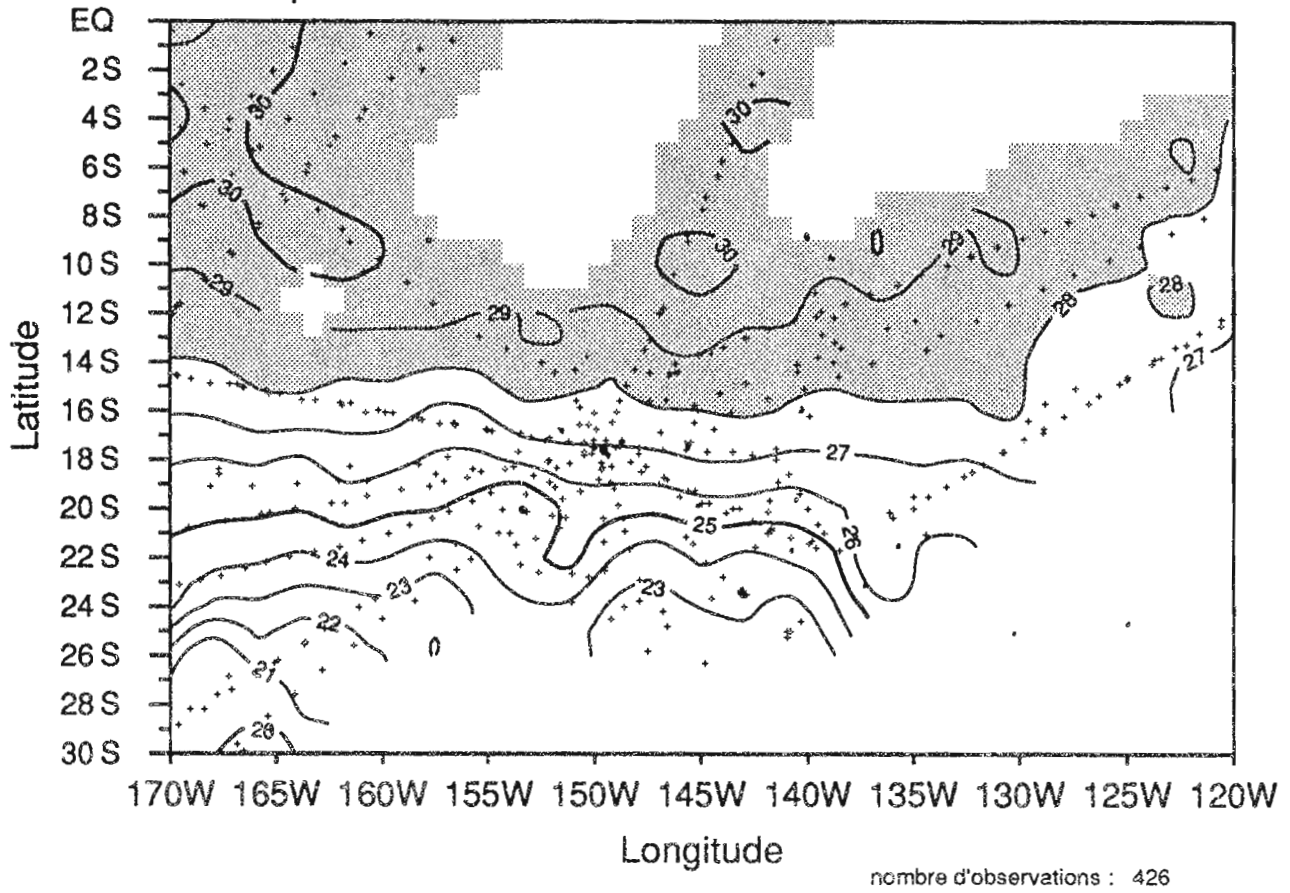 EQ
2S
4S
6S
8S
10S
12S
14S
16S
18S
20S
22S
24S
26S
28S
30S
Latitude
30
30
30
30
29
29
29
28
28
27
27
26
25
24
23
23
22
21
20
170W 165W 160W 155W 150W 145W 140W 135W 130W 125W 120W
Longitude
nombre d'observations : 426